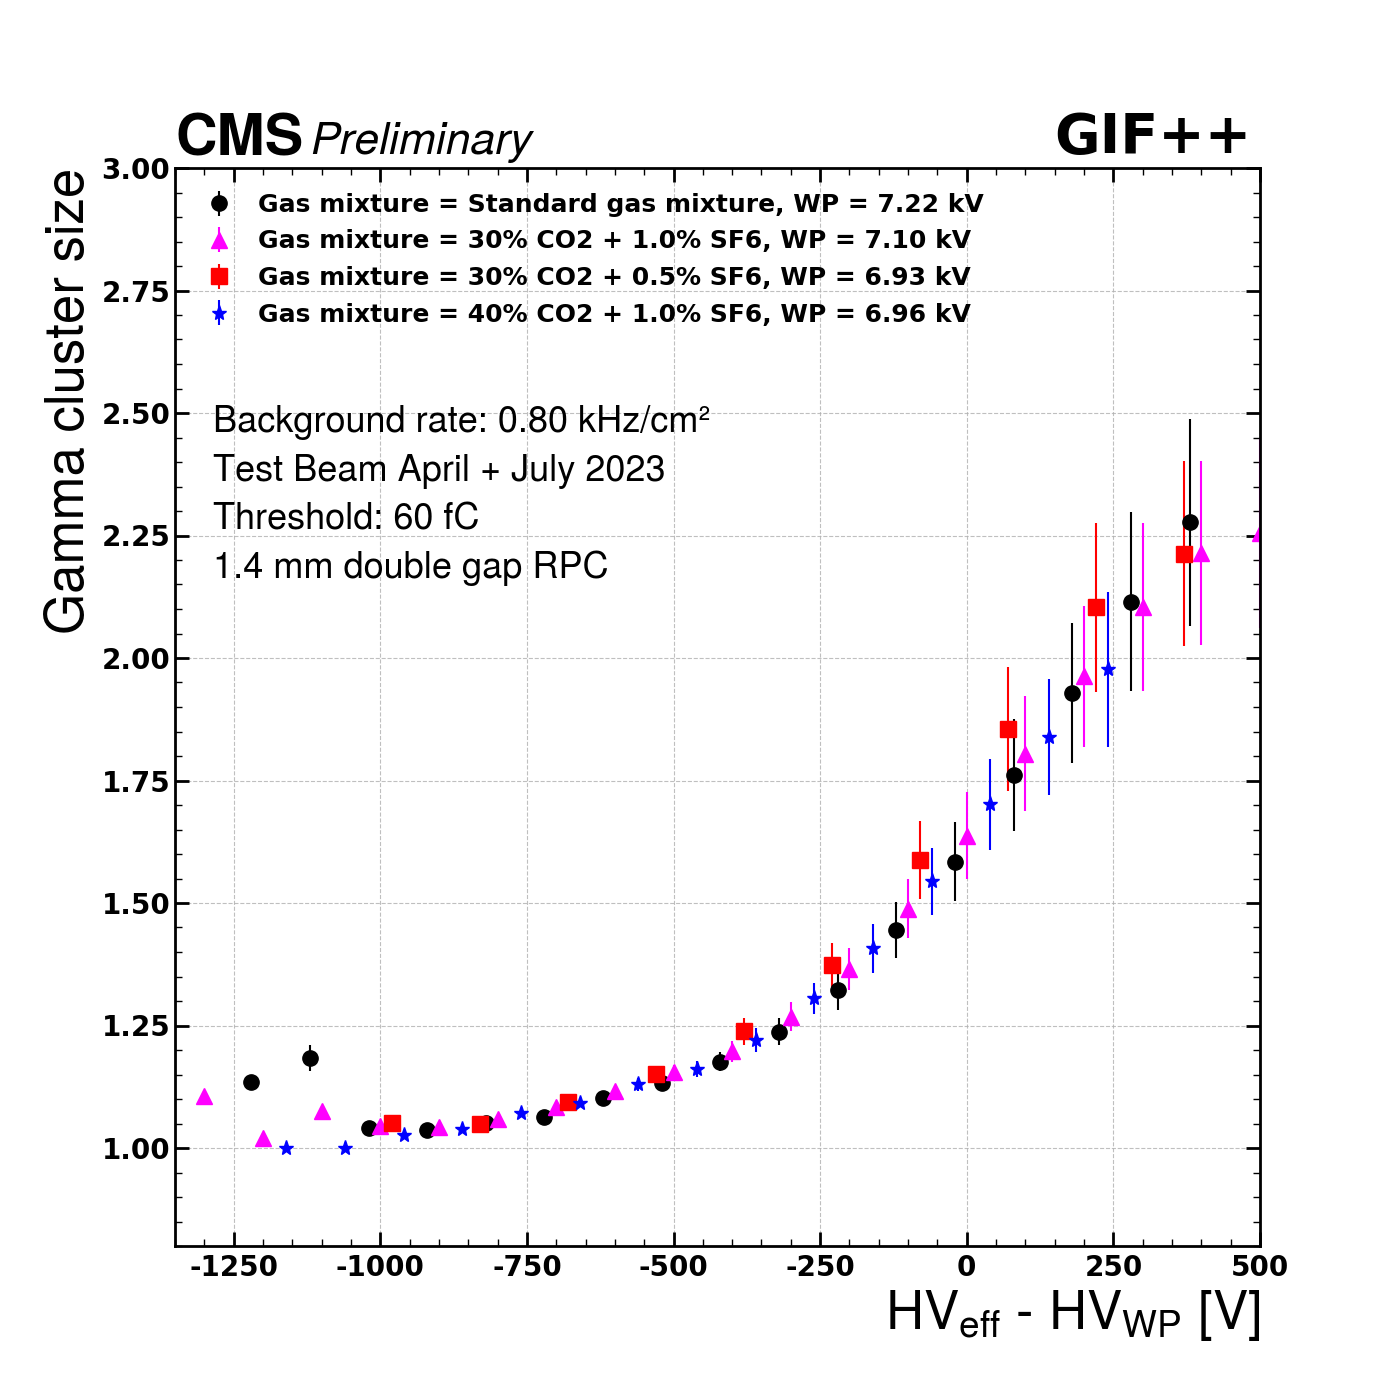 CMS Preliminary GIF++
Gamma cluster size
3.00
2.75
2.50
2.25
2.00
1.75
1.50
1.25
1.00
Gas mixture = Standard gas mixture, WP = 7.22 kV
Gas mixture = 30% CO2 + 1.0% SF6, WP = 7.10 kV
Gas mixture = 30% CO2 + 0.5% SF6, WP = 6.93 kV
Gas mixture = 40% CO2 + 1.0% SF6, WP = 6.96 kV
Background rate: 0.80 kHz/cm²
Test Beam April + July 2023
Threshold: 60 fC
1.4 mm double gap RPC
-1250 -1000 -750 -500 -250 0 250 500
HVeff - HVWP [V]